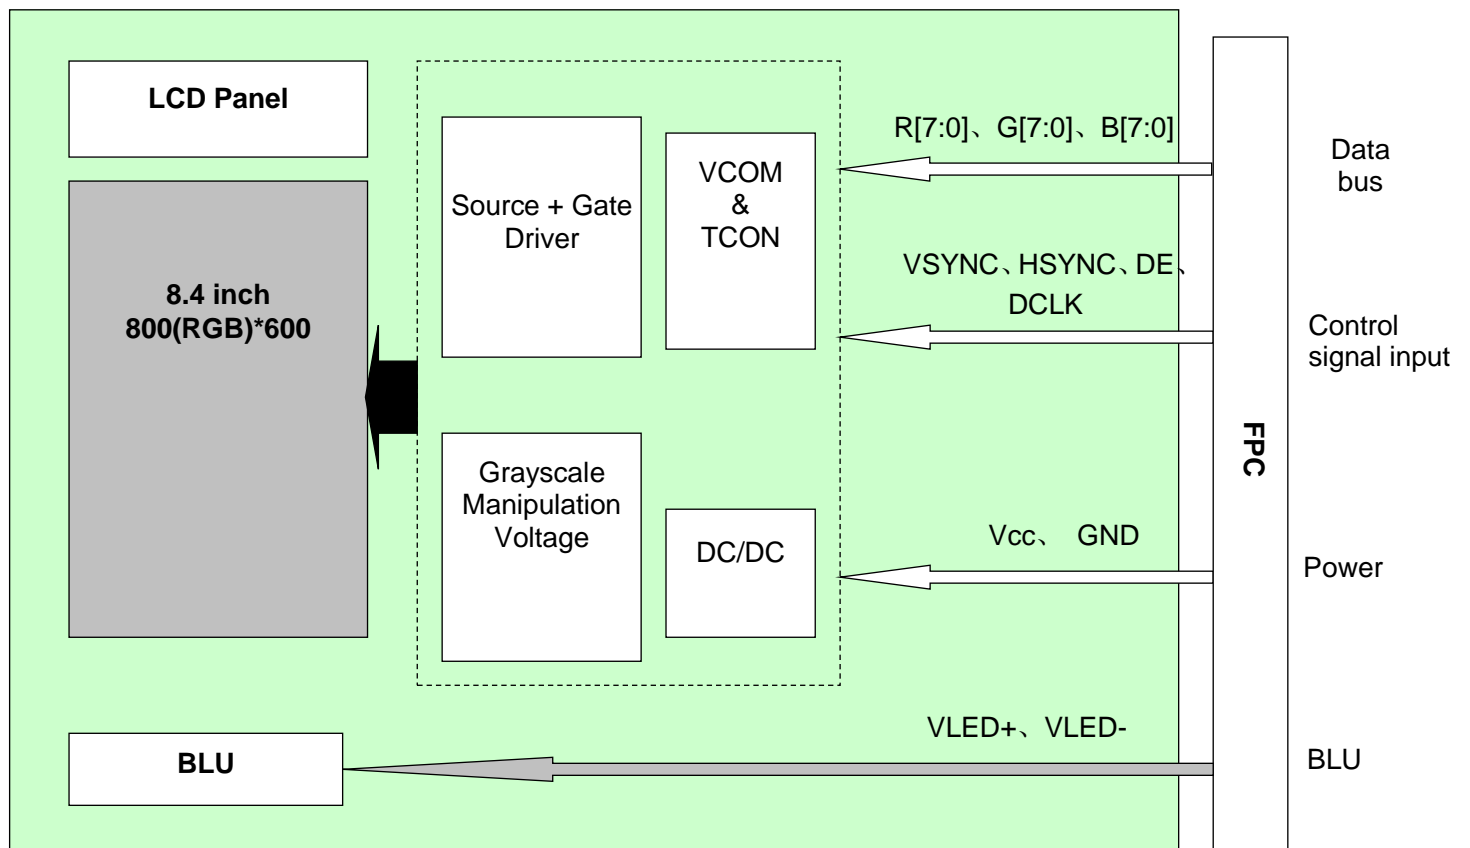 LCD Panel
8.4 inch
800(RGB)*600
Source + Gate
Driver
VCOM
&
TCON
Grayscale
Manipulation
Voltage
DC/DC
BLU
R[7:0]、G[7:0]、B[7:0]
VSYNC、HSYNC、DE、
DCLK
Vcc、 GND
VLED+、VLED-
FPC
Data
bus
Control
signal input
Power
BLU